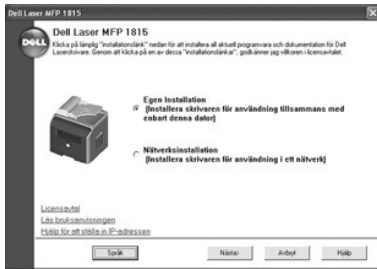 Dell Laser MFP 1815
Dell Laser MFP 1815
DELL
Klicka på lämplig "installationslänk" nedan för att installera all aktuell programvara och dokumentation för Dell
Laserskrivare. Genom att klicka på en av dessa "installationslänkar", godkänner jag villkoren i licensavtalet.
Egen Installation
(Installera skrivaren för användning tillsammans med
enbart denna dator)
Nätverksinstallation
(Installera skrivaren för användning i ett nätverk)
Licensavtal
Läs bruksanvisningen
Hjälp för att ställa in IP-adressen
Språk
Nästa>
Avbryt
Hjälp